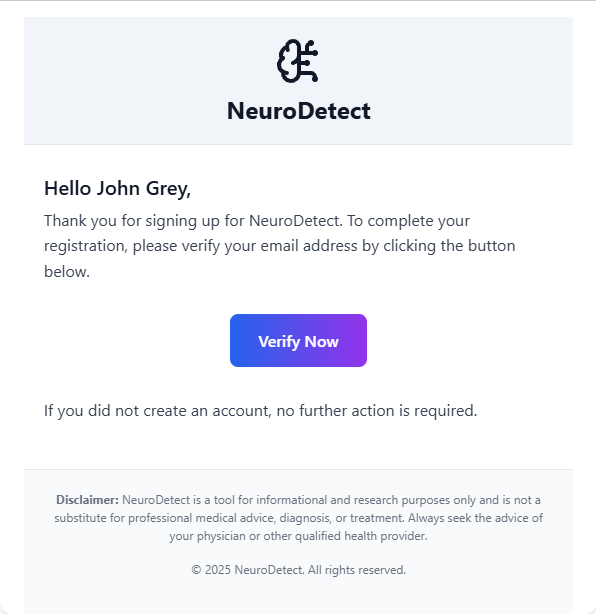 NeuroDetect
Hello John Grey,
Thank you for signing up for NeuroDetect. To complete your
registration, please verify your email address by clicking the button
below.
Verify Now
If you did not create an account, no further action is required.
Disclaimer: NeuroDetect is a tool for informational and research purposes only and is not a
substitute for professional medical advice, diagnosis, or treatment. Always seek the advice of
your physician or other qualified health provider.
© 2025 NeuroDetect. All rights reserved.